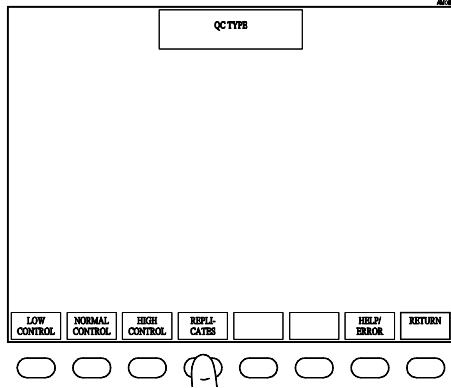 QC TYPE
LOW
CONTROL
NORMAL
CONTROL
HIGH
CONTROL
REPLI-
CATES
HELP/
ERROR
RETURN